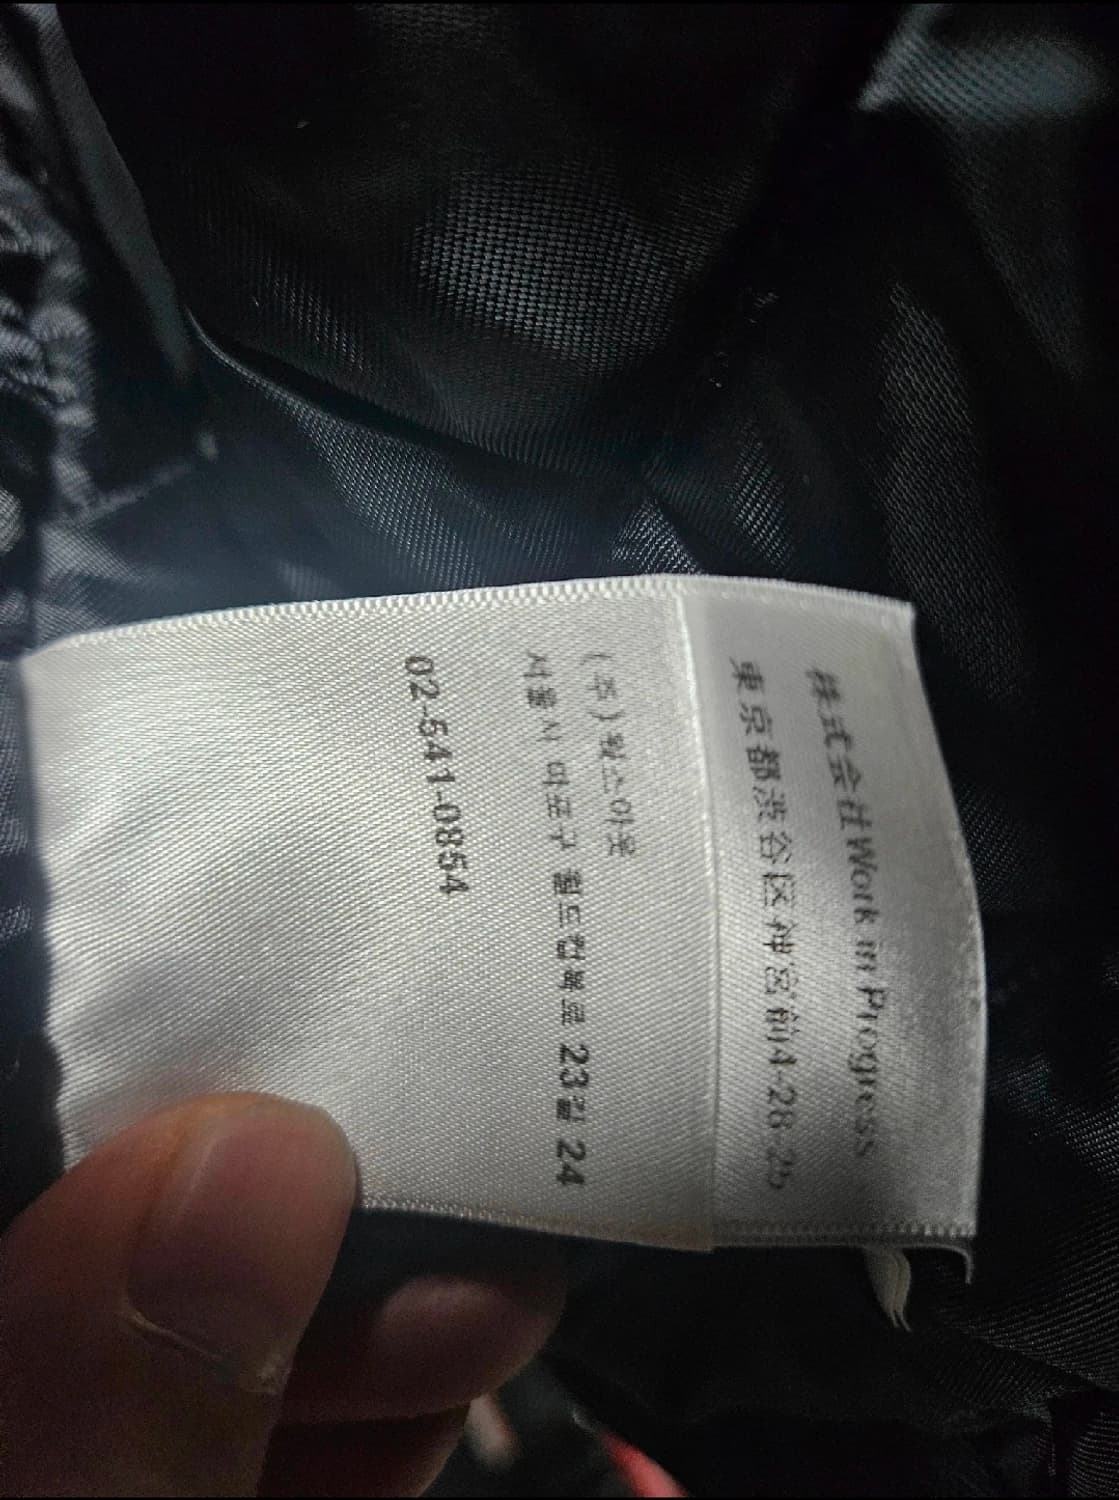 株式会社Work in Progress
東京都渋谷区神宮前4-28-25
(주)웍스아웃
서울시 마포구 월드컵북로 23길 24
02-541-0854